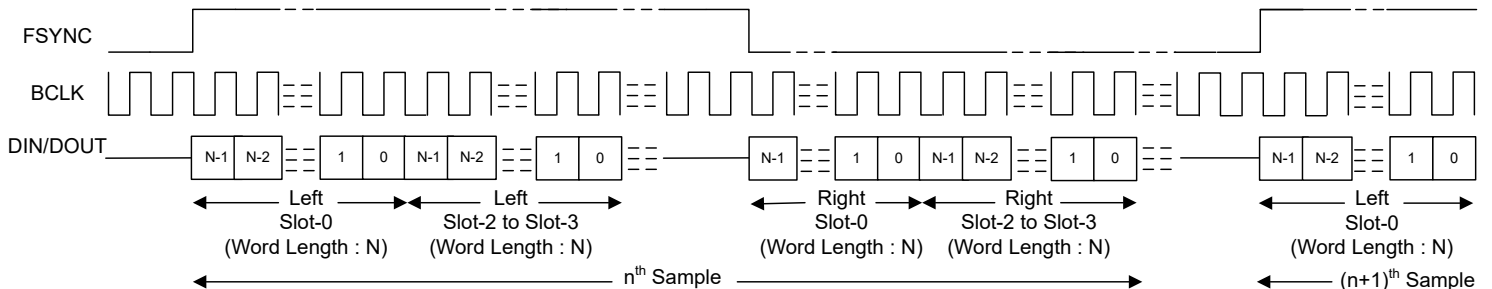 FSYNC
BCLK
DIN/DOUT
N-1 N-2 1 0 N-1 N-2 1 0 N-1 1 0 N-1 N-2 1 0 N-1 N-2 1 0
Left Left Right Right Left
Slot-0 Slot-2 to Slot-3 Slot-0 Slot-2 to Slot-3 Slot-0
(Word Length : N) (Word Length : N) (Word Length : N) (Word Length : N) (Word Length : N)
nth Sample (n+1)th Sample